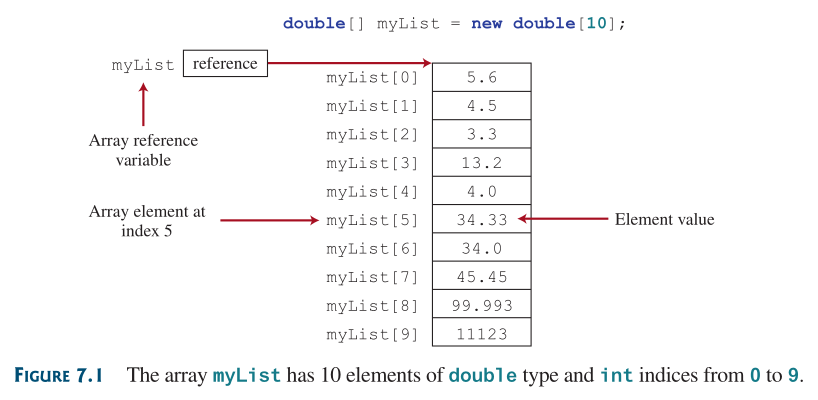 double[] myList = new double[10];
myList reference
myList[0] 5.6
myList[1] 4.5
Array reference
variable
myList[2] 3.3
myList[3] 13.2
myList[4] 4.0
Array element at
index 5
myList[5] 34.33 Element value
myList[6] 34.0
myList[7] 45.45
myList[8] 99.993
myList[9] 11123
FIGURE 7.1 The array myList has 10 elements of double type and int indices from 0 to 9.